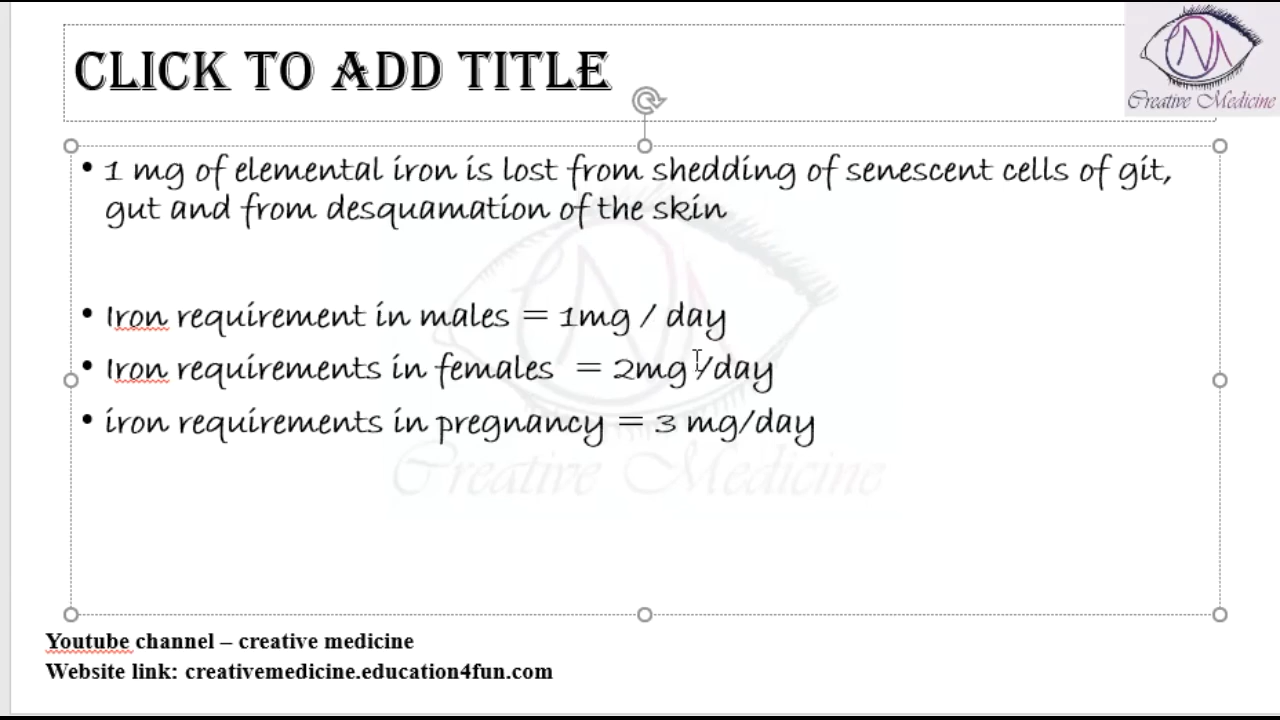 CLICK TO ADD TITLE
Creative Medicine
• 1 mg of elemental iron is lost from shedding of senescent cells of git,
gut and from desquamation of the skin
• Iron requirement in males = 1mg / day
• Iron requirements in females = 2mg /day
• iron requirements in pregnancy = 3 mg/day
Creative Medicine
Youtube channel – creative medicine
Website link: creativemedicine.education4fun.com